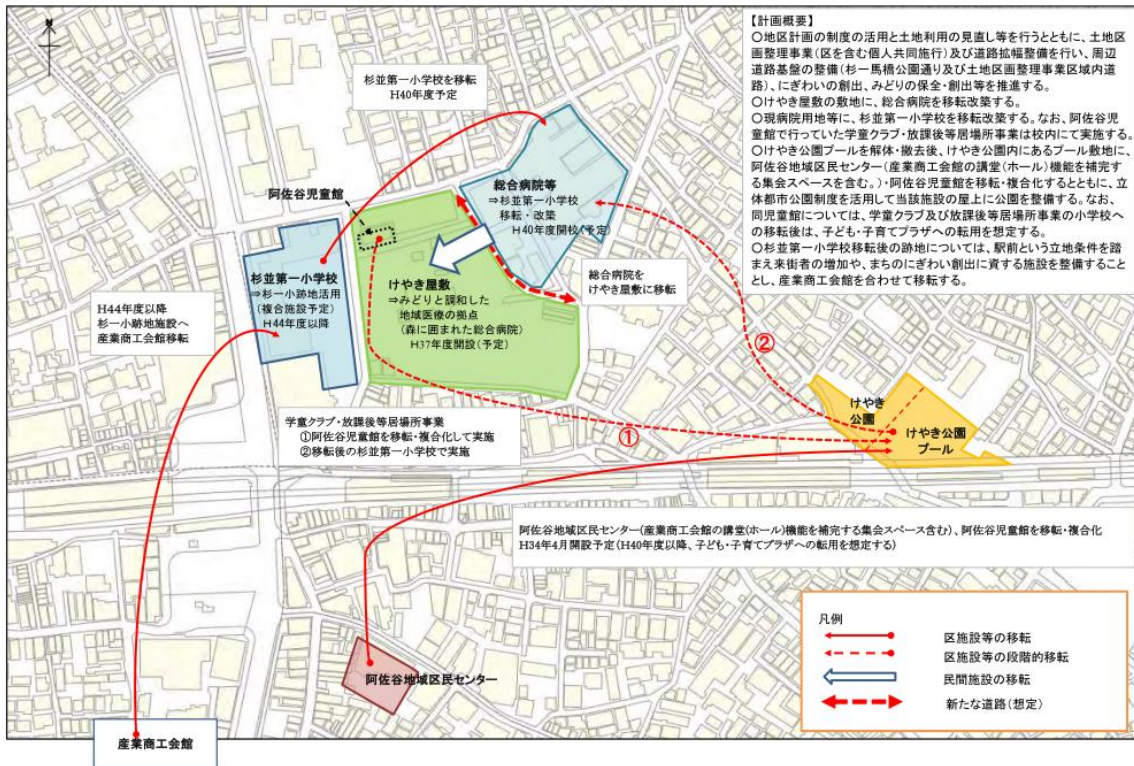 N
【計画概要】
○地区計画の制度の活用と土地利用の見直し等を行うとともに、土地区
画整理事業(区を含む個人共同施行)及び道路拡幅整備を行い、周辺
道路基盤の整備(杉一馬橋公園通り及び土地区画整理事業区域内道
路)、にぎわいの創出、みどりの保全・創出等を推進する。
○けやき屋敷の敷地に、総合病院を移転改築する。
○現病院用地等に、杉並第一小学校を移転改築する。なお、阿佐谷児
童館で行っていた学童クラブ・放課後等居場所事業は校内にて実施する。
○けやき公園プールを解体・撤去後、けやき公園内にあるプール敷地に、
阿佐谷地域区民センター(産業商工会館の講堂(ホール)機能を補完す
る集会スペースを含む。)・阿佐谷児童館を移転・複合化するとともに、立
体都市公園制度を活用して当該施設の屋上に公園を整備する。なお、
同児童館については、学童クラブ及び放課後等居場所事業の小学校へ
の移転後は、子ども・子育てプラザへの転用を想定する。
○杉並第一小学校移転後の跡地については、駅前という立地条件を踏
まえ来街者の増加や、まちのにぎわい創出に資する施設を整備すること
とし、産業商工会館を合わせて移転する。
杉並第一小学校を移転
H40年度予定
阿佐谷児童館
総合病院等
⇒杉並第一小学校
移転・改築
H40年度開校(予定)
杉並第一小学校
⇒杉一小跡地活用
(複合施設予定)
H44年度以降
けやき屋敷
⇒みどりと調和した
地域医療の拠点
(森に囲まれた総合病院)
H37年度開設(予定)
総合病院を
けやき屋敷に移転
H44年度以降
杉一小跡地施設へ
産業商工会館移転
②
けやき
公園
けやき公園
プール
①
学童クラブ・放課後等居場所事業
①阿佐谷児童館を移転・複合化して実施
②移転後の杉並第一小学校で実施
阿佐谷地域区民センター(産業商工会館の講堂(ホール)機能を補完する集会スペース含む)、阿佐谷児童館を移転・複合化
H34年4月開設予定(H40年度以降、子ども・子育てプラザへの転用を想定する)
阿佐谷地域区民センター
産業商工会館
凡例
区施設等の移転
区施設等の段階的移転
民間施設の移転
新たな道路(想定)